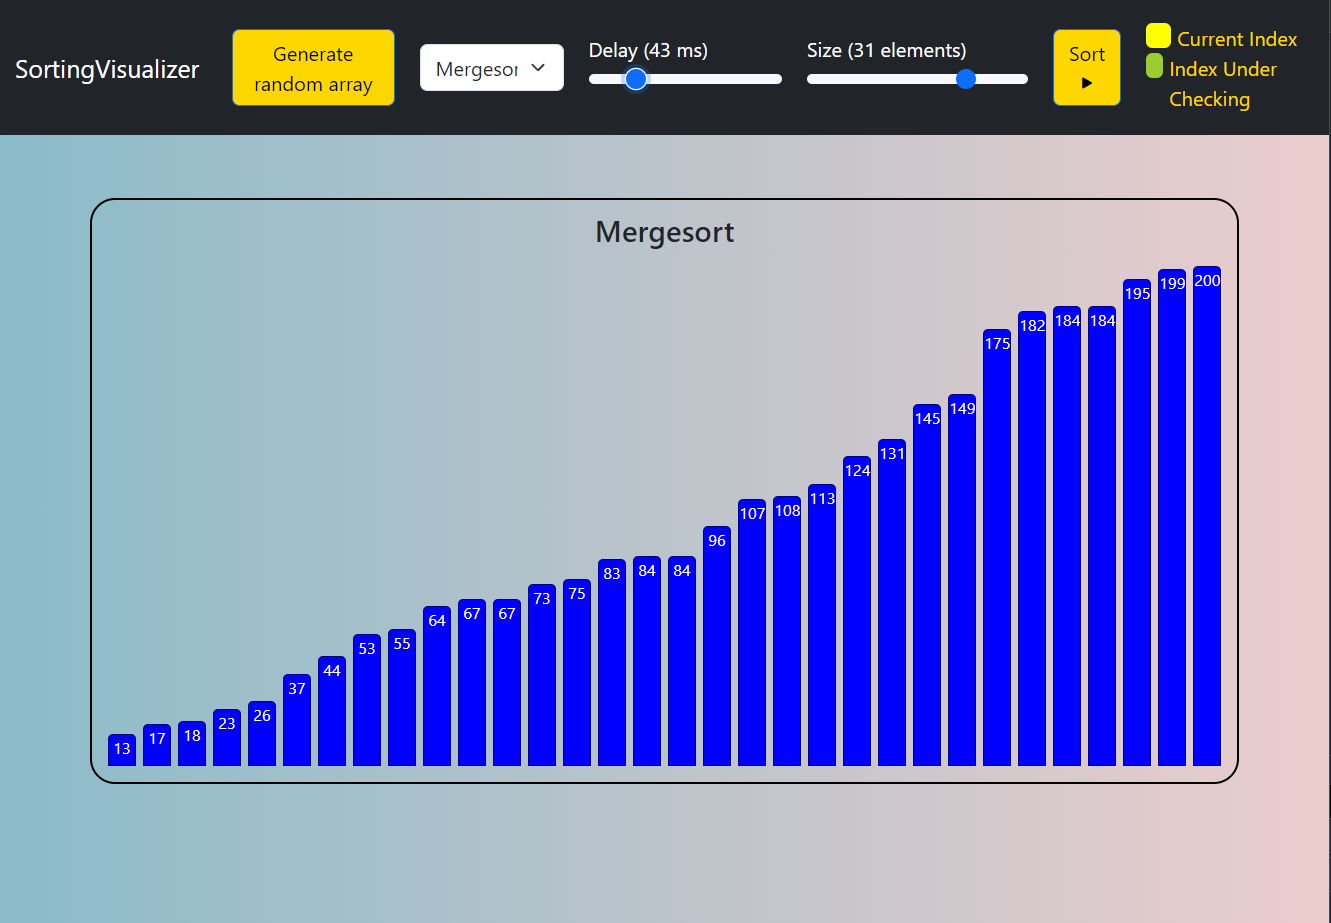 SortingVisualizer
Generate
random array
Mergesor
Delay (43 ms)
Size (31 elements)
Sort
Current Index
Index Under
Checking
Mergesort
13
17
18
23
26
37
44
53
55
64
67
67
73
75
83
84
84
96
107
108
113
124
131
145
149
175
182
184
184
195
199
200